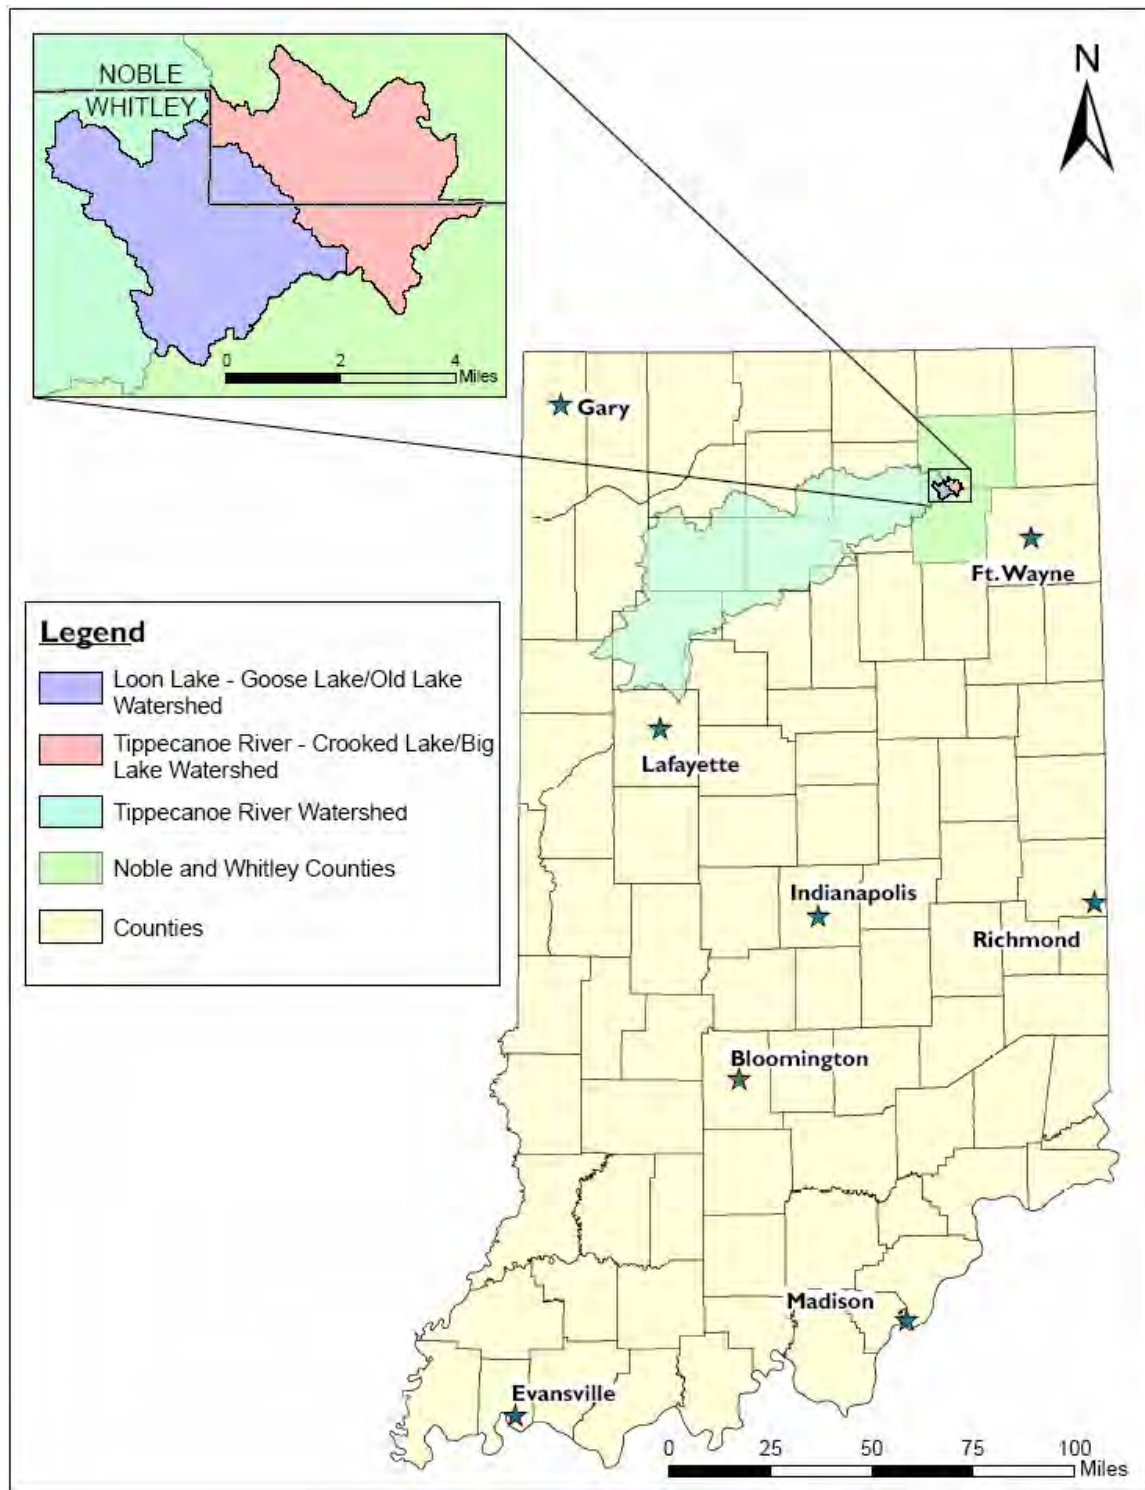 NOBLE
WHITLEY
0 2 4
Miles
N
Gary
Ft. Wayne
Legend
Loon Lake - Goose Lake/Old Lake
Watershed
Tippecanoe River - Crooked Lake/Big
Lake Watershed
Tippecanoe River Watershed
Noble and Whitley Counties
Counties
Lafayette
Indianapolis
Richmond
Bloomington
Madison
Evansville
0 25 50 75 100
Miles